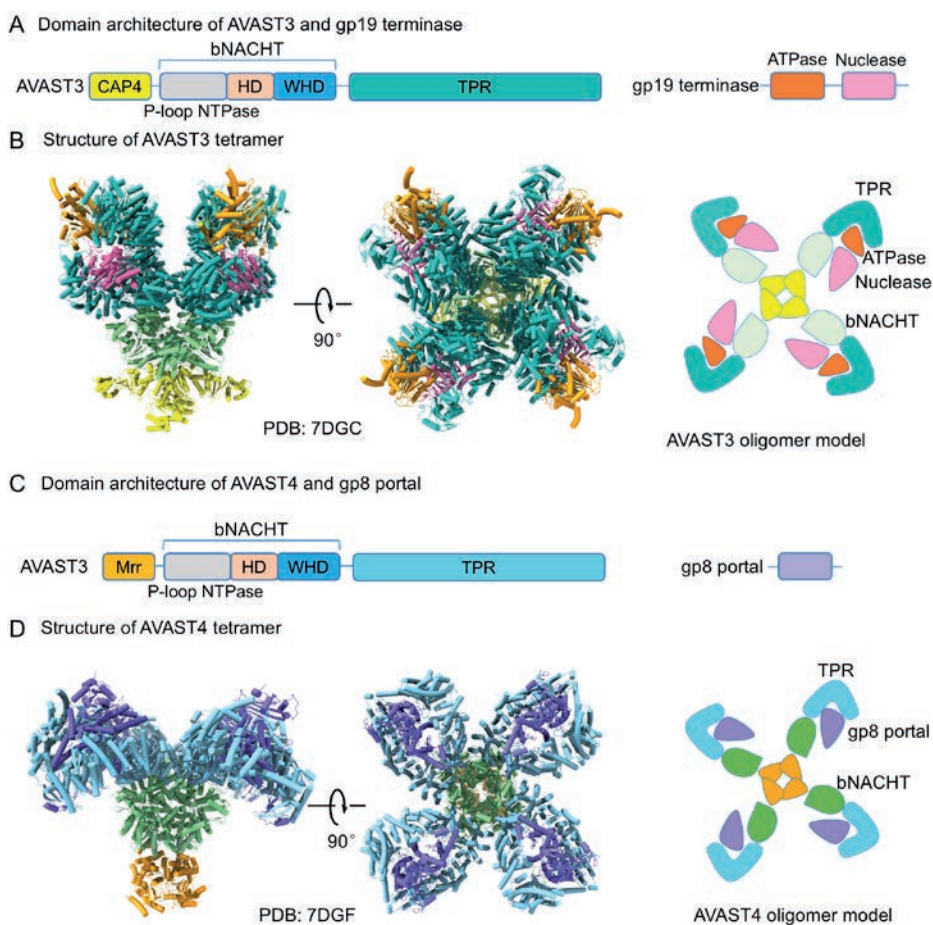 A Domain architecture of AVAST3 and gp19 terminase
bNACHT
ATPase Nuclease
AVAST3 CAP4 HD WHD TPR gp19 terminase
P-loop NTPase
B Structure of AVAST3 tetramer
TPR
ATPase
Nuclease
90°
bNACHT
PDB: 7DGC
AVAST3 oligomer model
C Domain architecture of AVAST4 and gp8 portal
bNACHT
AVAST3 Mrr HD WHD TPR gp8 portal
P-loop NTPase
D Structure of AVAST4 tetramer
TPR
gp8 portal
bNACHT
90°
PDB: 7DGF
AVAST4 oligomer model